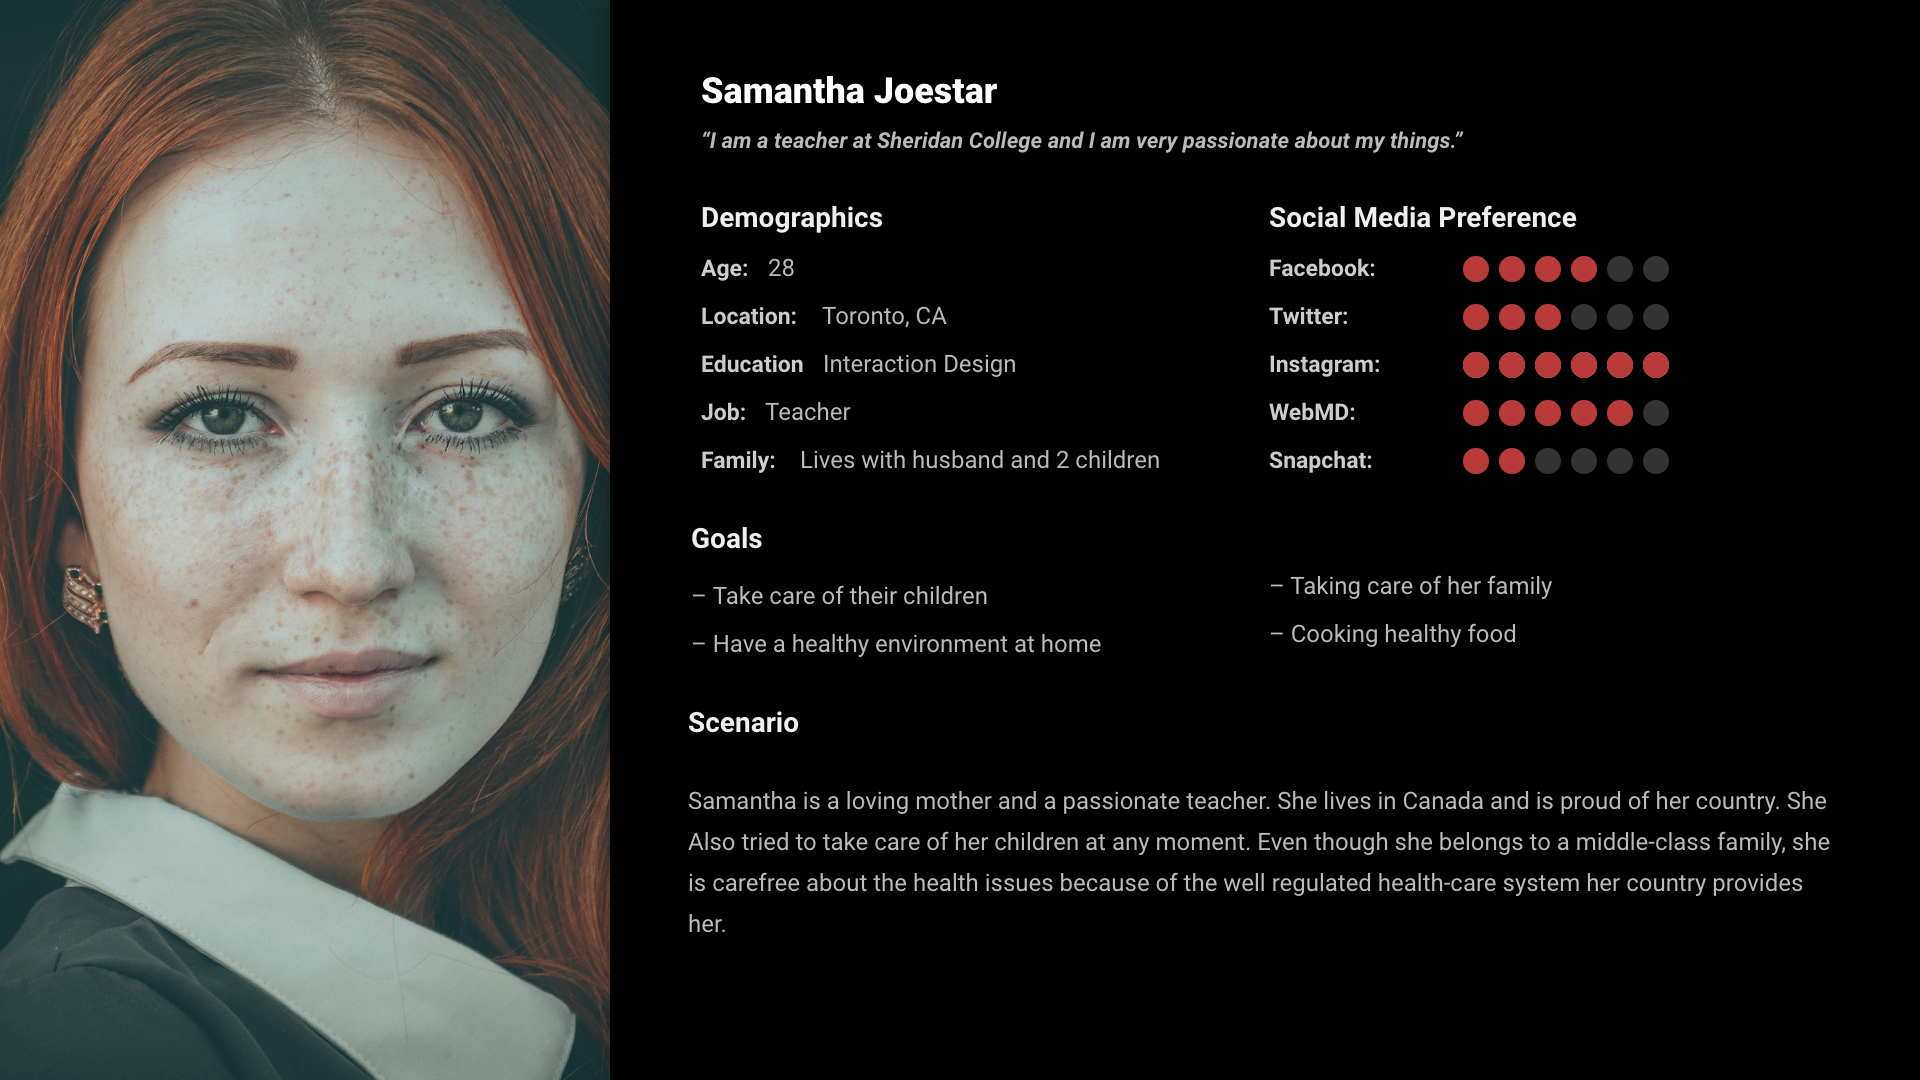 Samantha Joestar
“I am a teacher at Sheridan College and I am very passionate about my things.”
Demographics
Age: 28
Location: Toronto, CA
Education Interaction Design
Job: Teacher
Family: Lives with husband and 2 children
Social Media Preference
Facebook:
Twitter:
Instagram:
WebMD:
Snapchat:
Goals
– Take care of their children
– Have a healthy environment at home
– Taking care of her family
– Cooking healthy food
Scenario
Samantha is a loving mother and a passionate teacher. She lives in Canada and is proud of her country. She
Also tried to take care of her children at any moment. Even though she belongs to a middle-class family, she
is carefree about the health issues because of the well regulated health-care system her country provides
her.